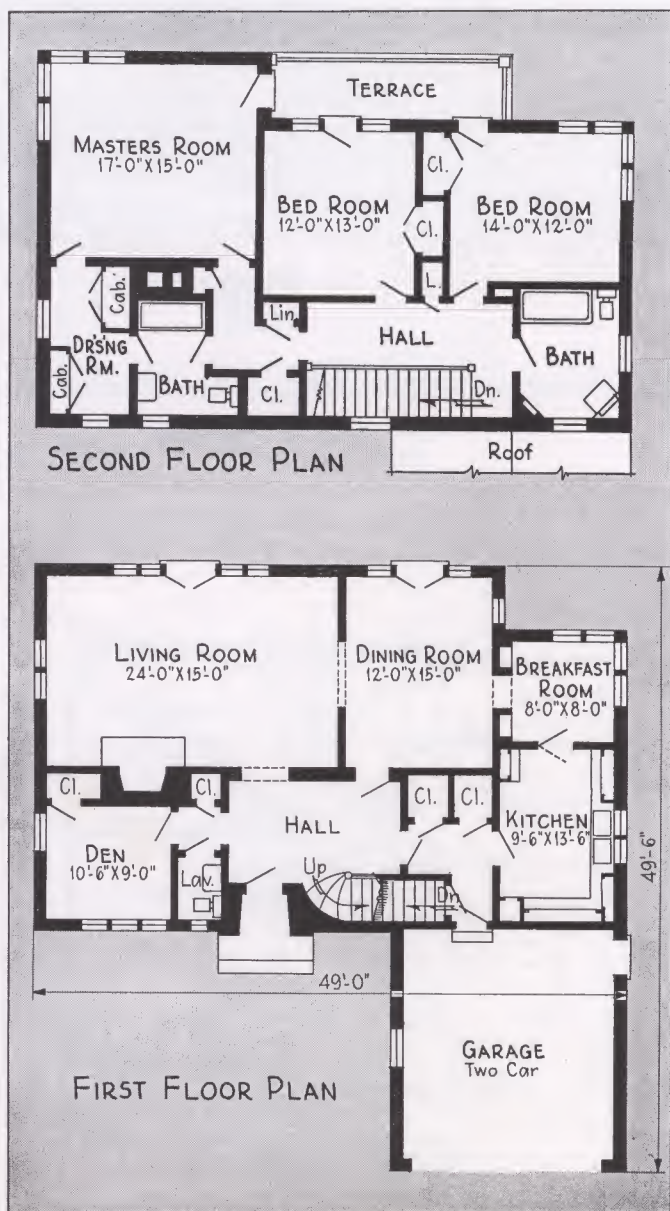 TERRACE
MASTERS ROOM
17'-0"X15'-0"
Cl.
BED ROOM
12'-0"X13'-0"
Cl.
BED ROOM
14'-0"X12'-0"
L.
Cab.
Lin.
HALL
DRS'NG
RM.
Cab.
BATH
Cl.
Dn.
BATH
Roof
SECOND FLOOR PLAN
LIVING ROOM
24'-0"X15'-0"
DINING ROOM
12'-0"X15'-0"
BREAKFAST
ROOM
8'-0"X8'-0"
Cl.
Cl.
Cl.
Cl.
HALL
KITCHEN
9'-6"X13'-6"
DEN
10'-6"X9'-0"
Lav.
Up
Dn.
49'-6"
49'-0"
GARAGE
Two Car
FIRST FLOOR PLAN